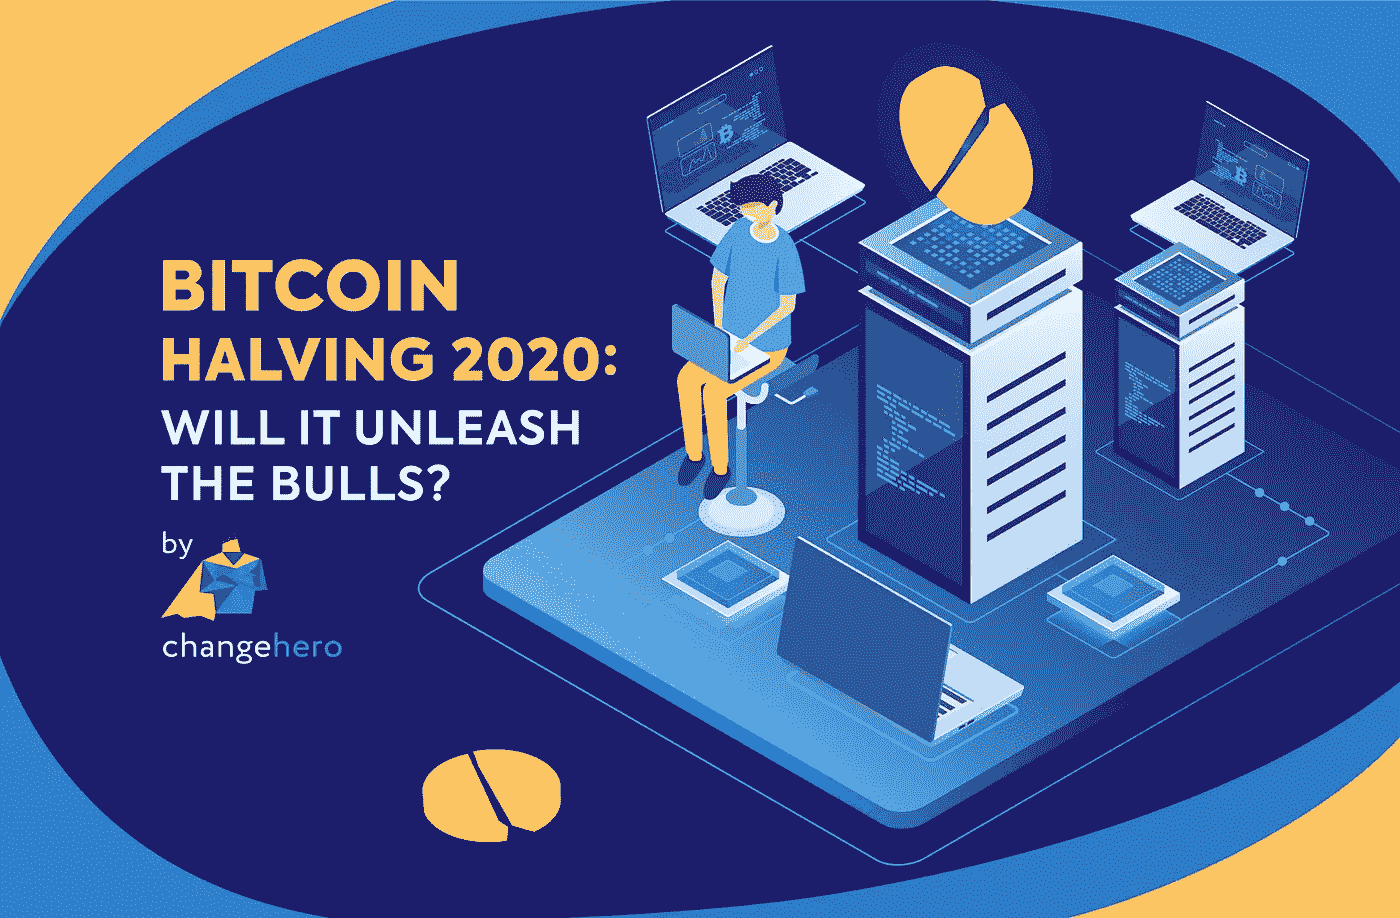 BITCOIN
HALVING 2020:
WILL IT UNLEASH
THE BULLS?
by
changehero